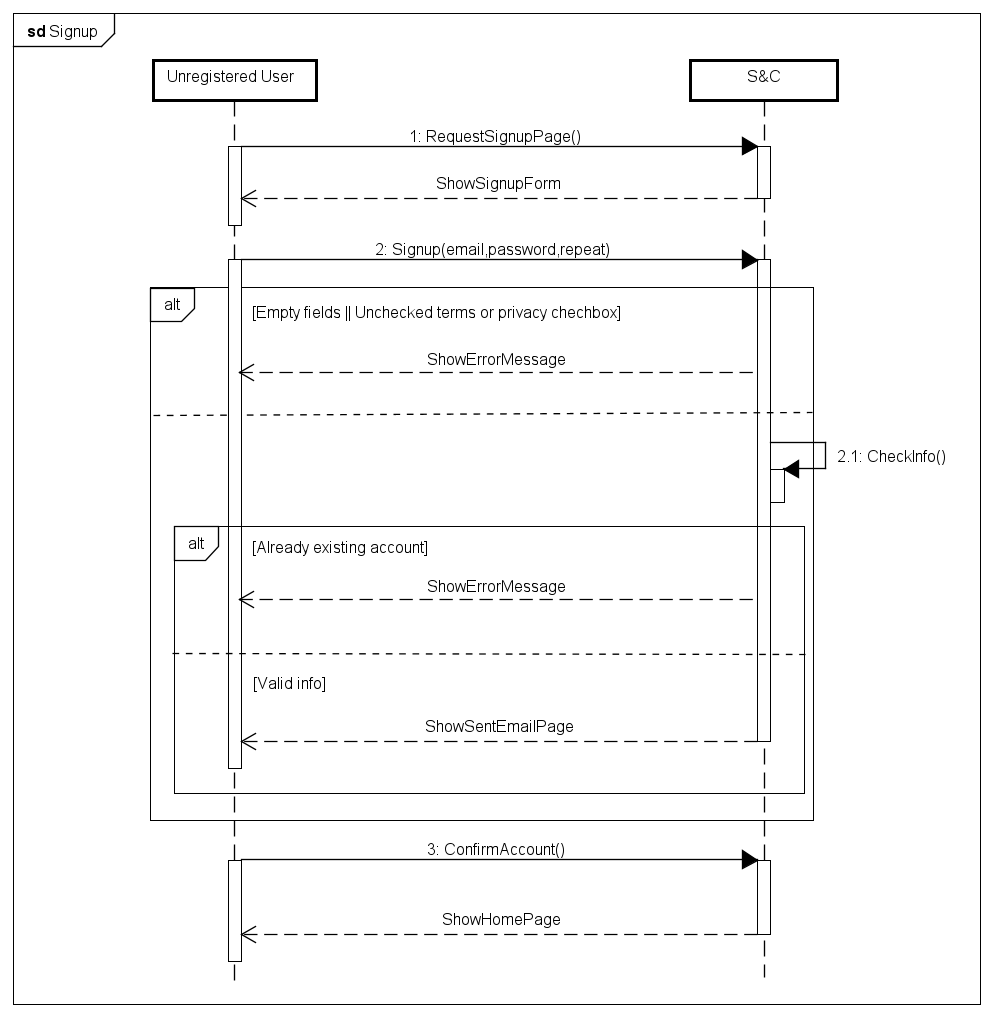 sd Signup
Unregistered User
S&C
1: RequestSignupPage()
ShowSignupForm
2: Signup(email,password,repeat)
alt
[Empty fields || Unchecked terms or privacy chechbox]
ShowErrorMessage
2.1: CheckInfo()
alt
[Already existing account]
ShowErrorMessage
[Valid info]
ShowSentEmailPage
3: ConfirmAccount()
ShowHomePage